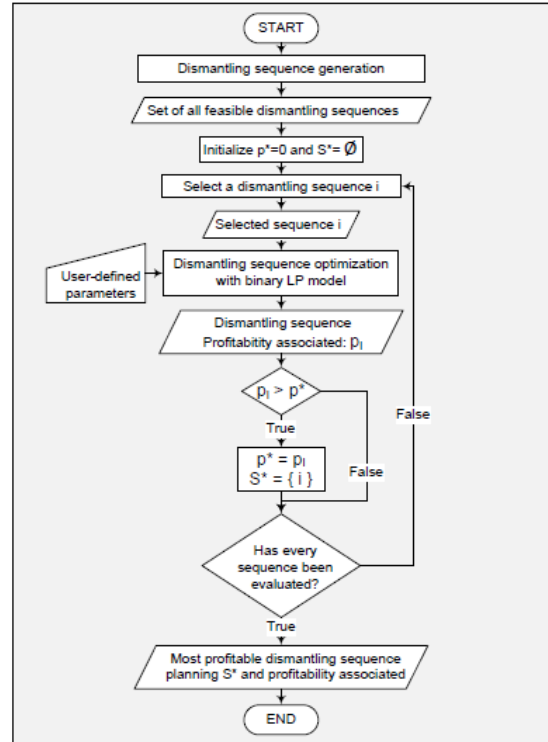 START
Dismantling sequence generation
Set of all feasible dismantling sequences
Initialize p*=0 and S*= Ø
Select a dismantling sequence i
Selected sequence i
User-defined
parameters
Dismantling sequence optimization
with binary LP model
Dismantling sequence
Profitabitity associated: pI
pI > p*
True
False
p* = pI
S* = { i }
False
Has every
sequence been
evaluated?
True
Most profitable dismantling sequence
planning S* and profitability associated
END